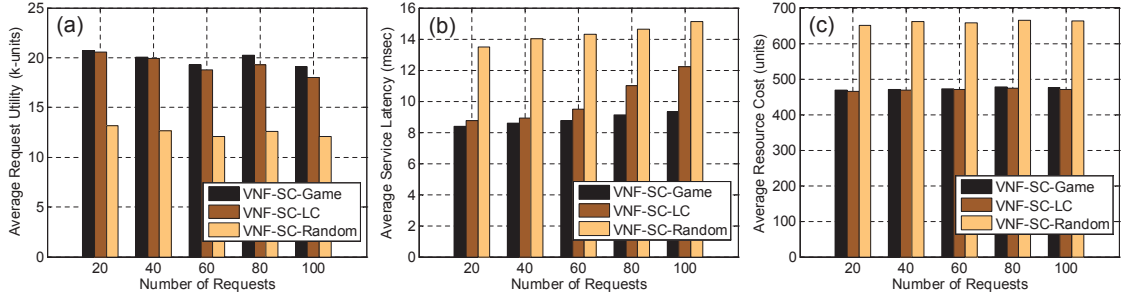 (a)
Average Request Utility (k-units)
25
20
15
10
5
0
VNF-SC-Game
VNF-SC-LC
VNF-SC-Random
20 40 60 80 100
Number of Requests
(b)
Average Service Latency (msec)
16
14
12
10
8
6
4
2
0
VNF-SC-Game
VNF-SC-LC
VNF-SC-Random
20 40 60 80 100
Number of Requests
(c)
Average Resource Cost (units)
700
600
500
400
300
200
100
0
VNF-SC-Game
VNF-SC-LC
VNF-SC-Random
20 40 60 80 100
Number of Requests